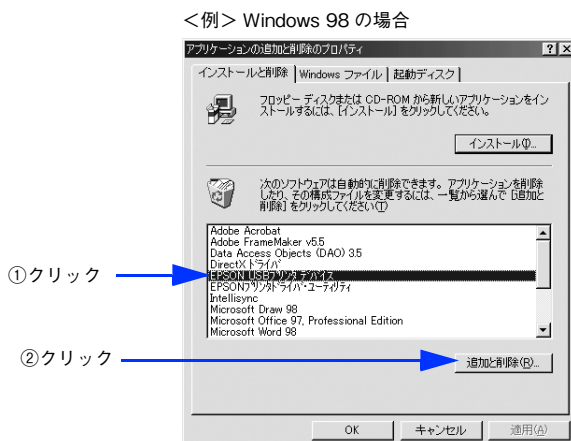 ＜例＞ Windows 98 の場合
アプリケーションの追加と削除のプロパティ
インストールと削除 Windows ファイル 起動ディスク
フロッピー ディスクまたは CD-ROM から新しいアプリケーションをイン
ストールするには、[インストール] をクリックしてください。
インストール(I)...
次のソフトウェアは自動的に削除できます。アプリケーションを削除
したり、その構成ファイルを変更するには、一覧から選んで [追加と
削除] をクリックしてください(T)
Adobe Acrobat
Adobe FrameMaker v5.5
Data Access Objects (DAO) 3.5
DirectX ドライバ
①クリック
EPSON USBプリンタ デバイス
EPSONプリンタドライバ・ユーティリティ
Intellisync
Microsoft Draw 98
Microsoft Office 97, Professional Edition
Microsoft Word 98
②クリック
追加と削除(R)...
OK キャンセル 適用(A)